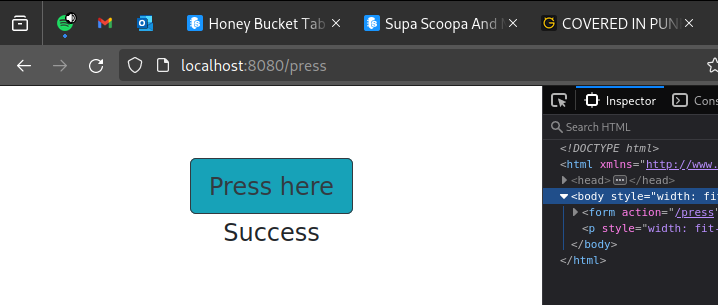 Honey Bucket Tab
Supa Scoopa And
COVERED IN PUN
localhost:8080/press
Inspector
Cons
Search HTML
<!DOCTYPE html>
<html xmlns="http://www.
<head> </head>
<body style="width: fit
<form action="/press"
<p style="width: fit-
</body>
</html>
Press here
Success